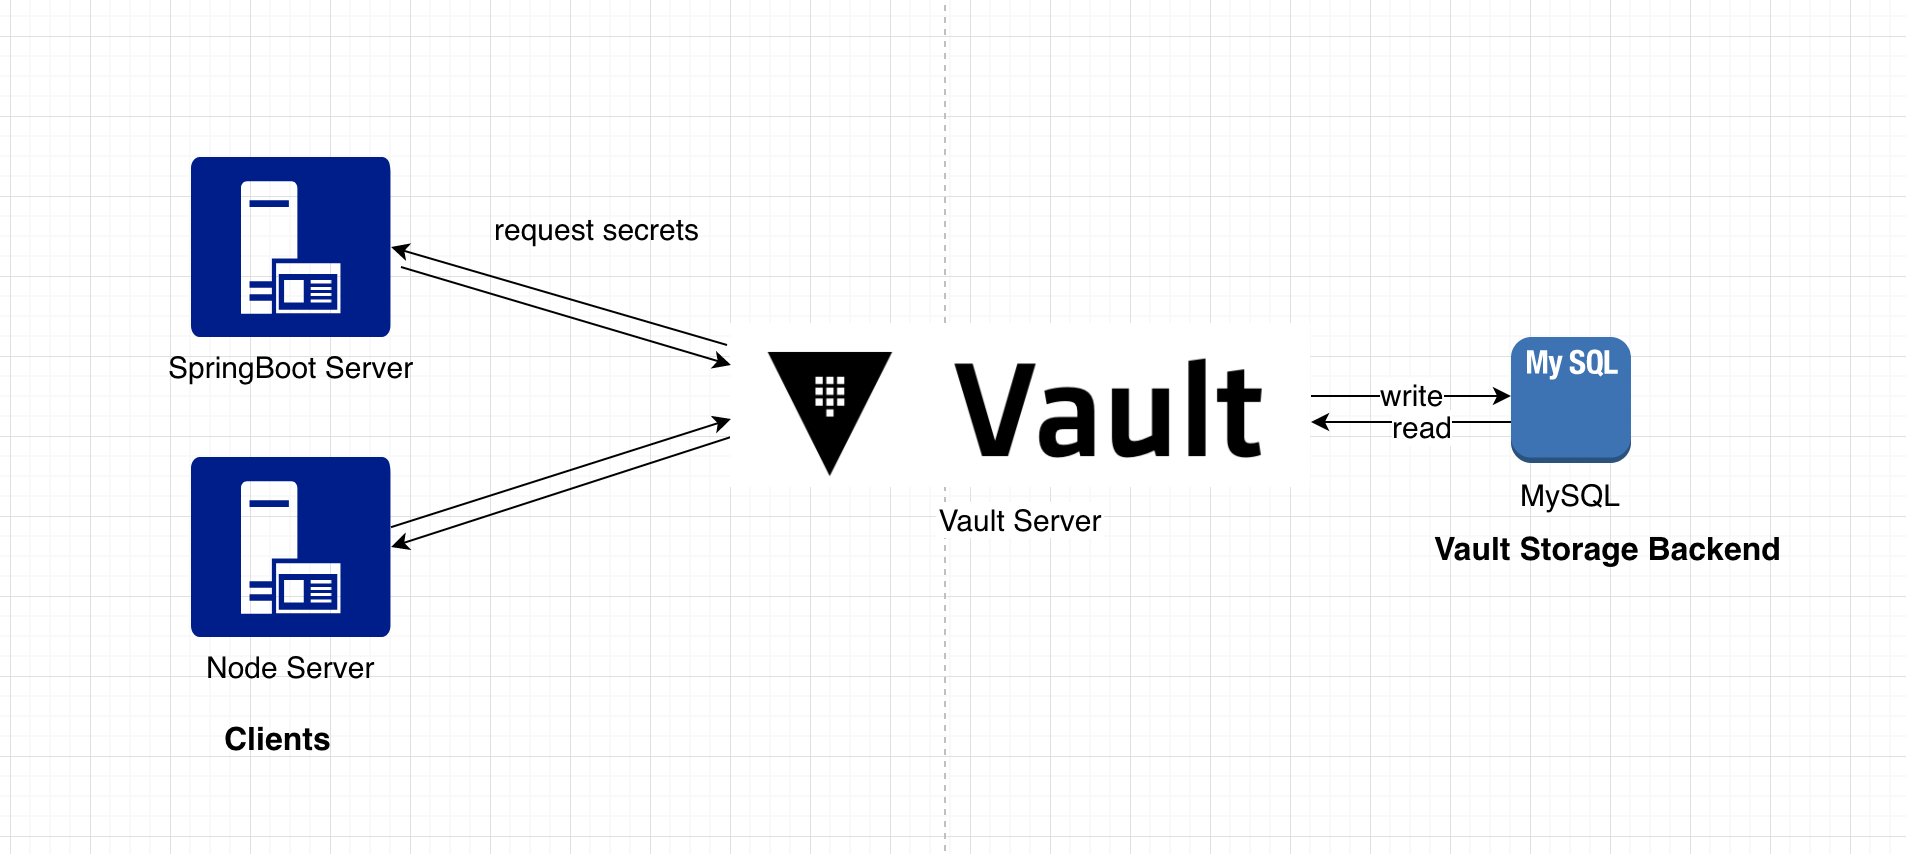 request secrets
SpringBoot Server
Vault
Vault Server
write
read
My SQL
MySQL
Vault Storage Backend
Node Server
Clients